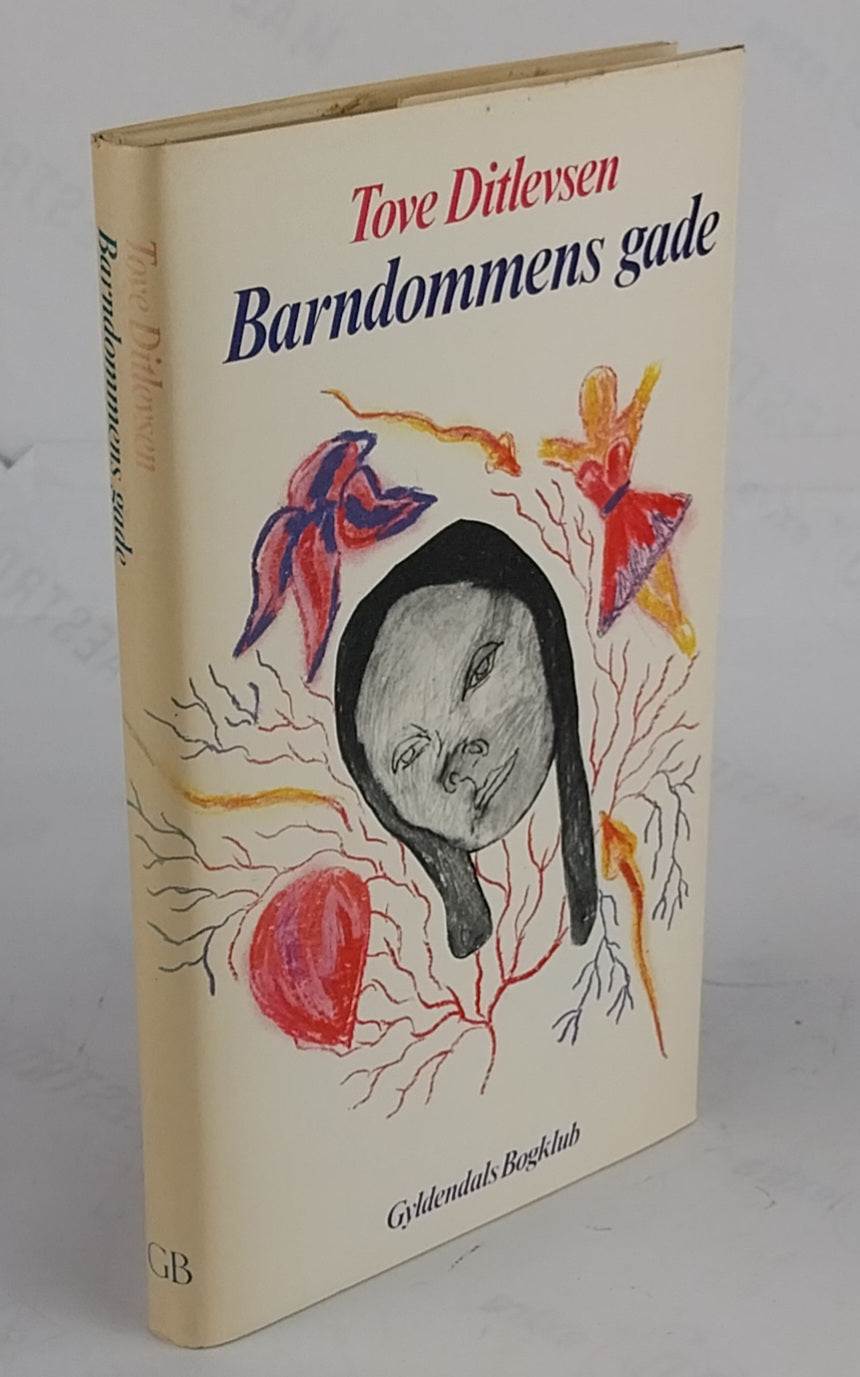 Tove Ditlevsen
Barndommens gade
Gyldendals Bogklub
Tove Ditlevsen
Barndommens gade
GB